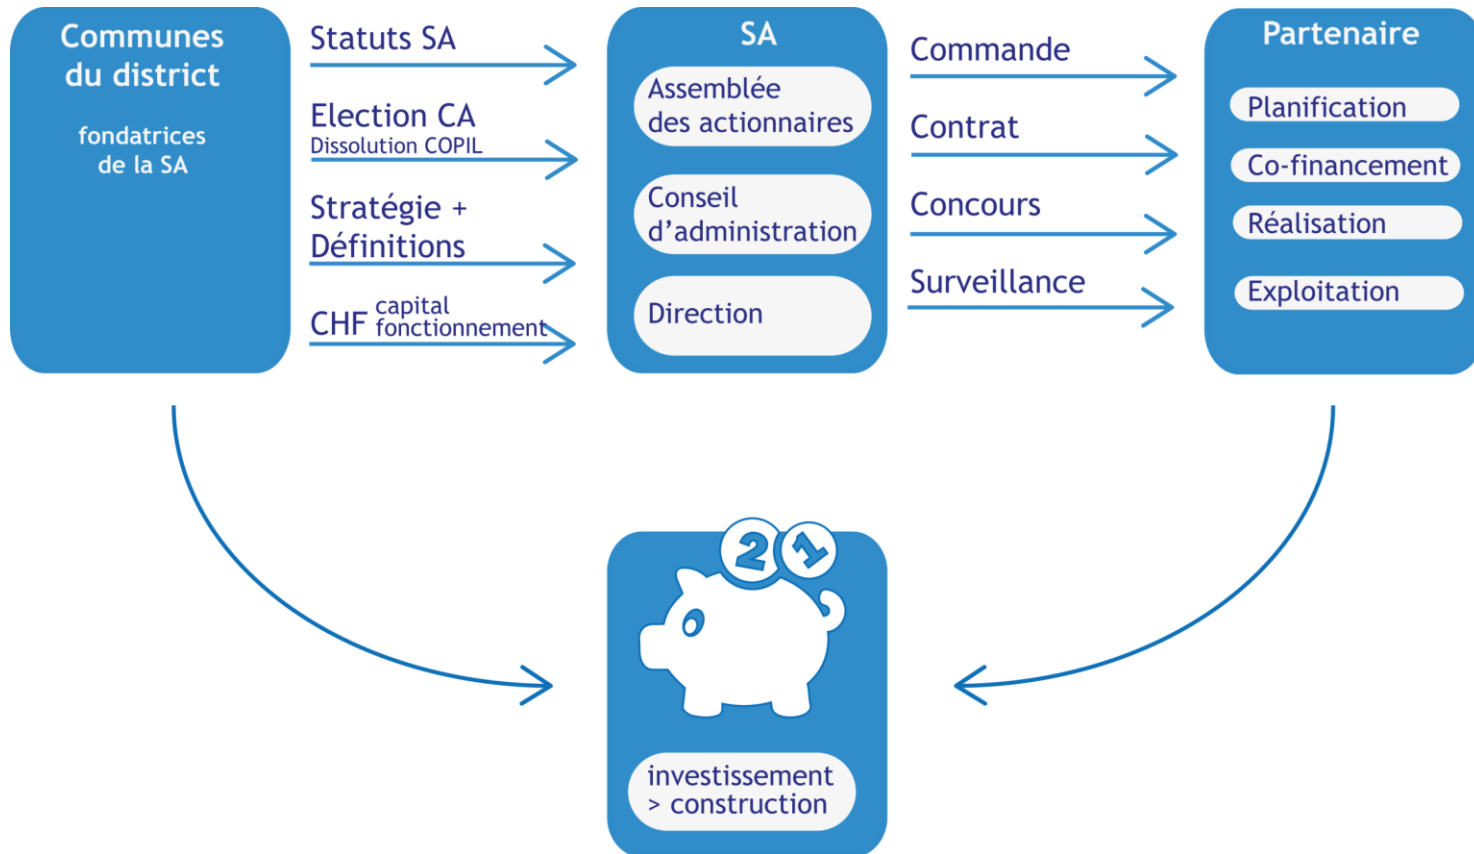 Communes
du district
fondatrices
de la SA
Statuts SA
Election CA
Dissolution COPIL
Stratégie +
Définitions
CHF capital
fonctionnement
SA
Assemblée
des actionnaires
Conseil
d’administration
Direction
Commande
Contrat
Concours
Surveillance
Partenaire
Planification
Co-financement
Réalisation
Exploitation
2 1
investissement
> construction